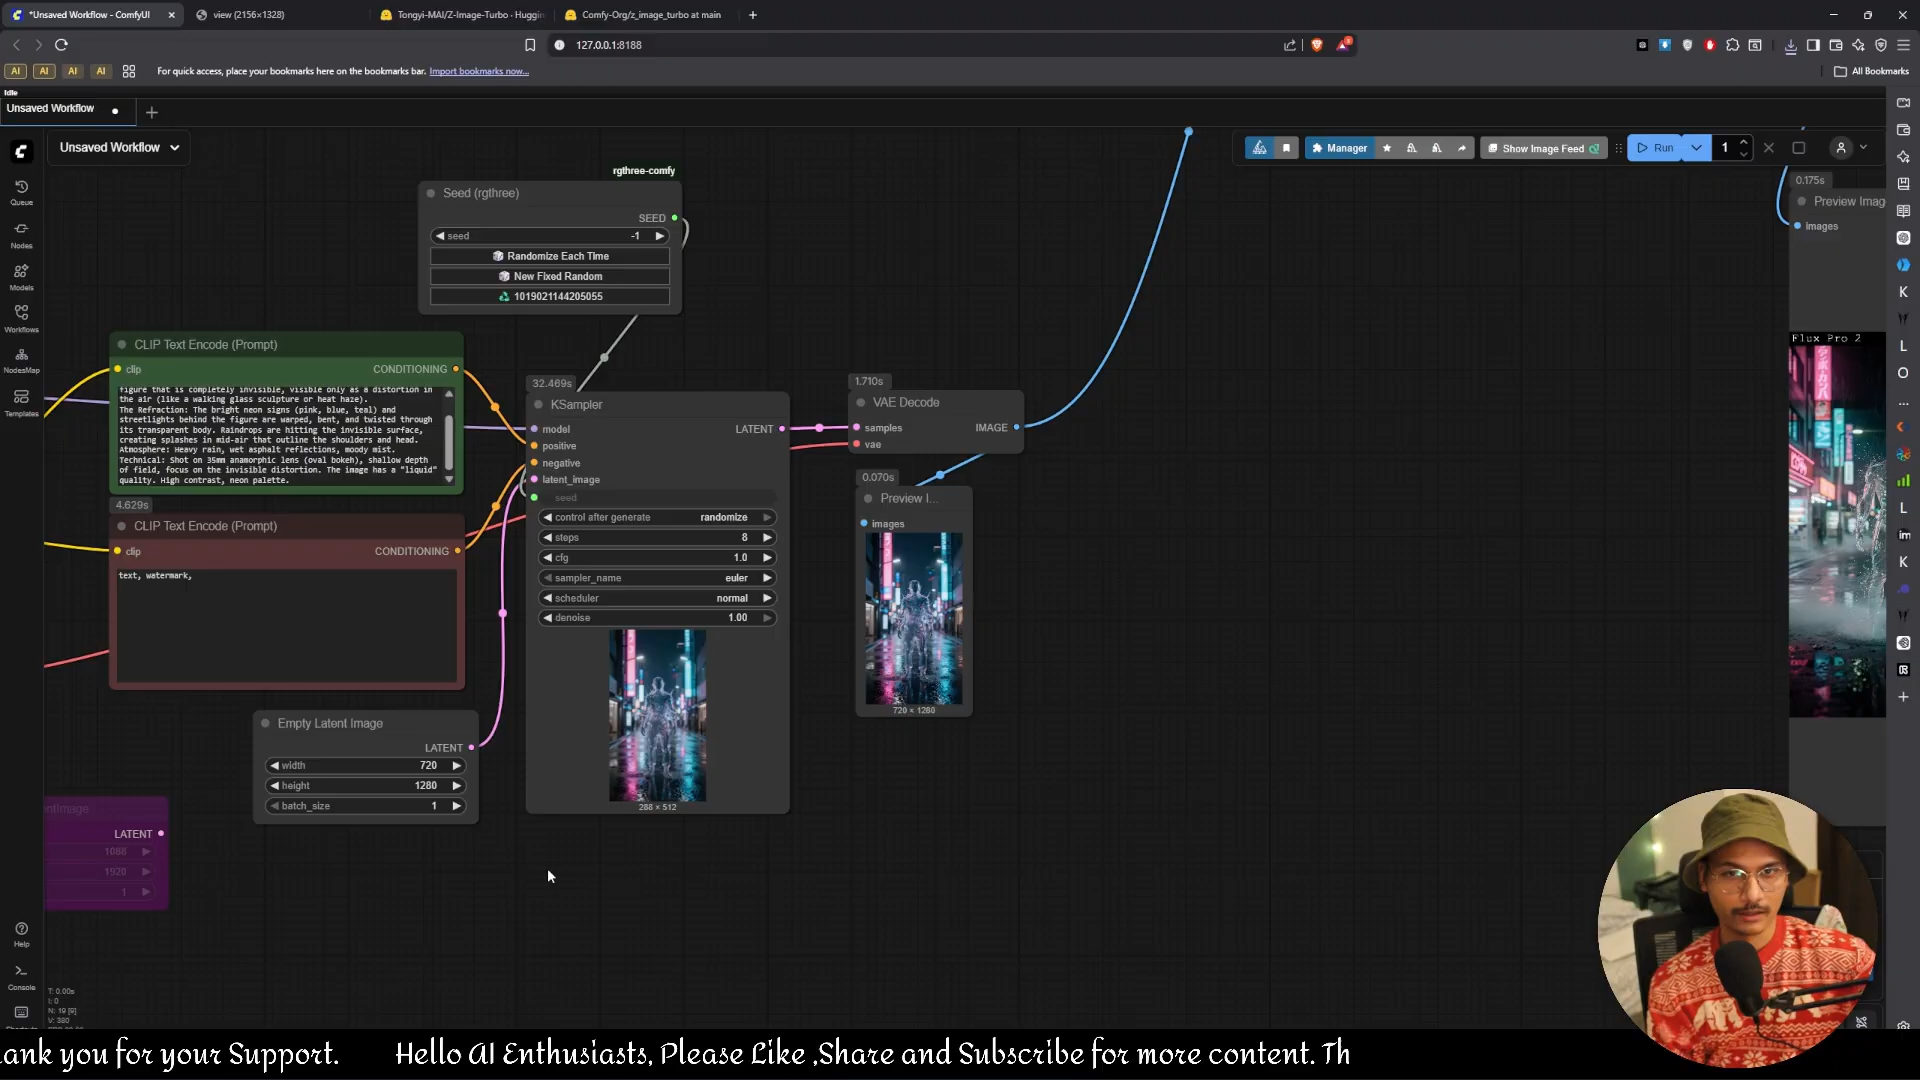 *Unsaved Workflow - ComfyUI
view (2156×1328)
Tongyi-MAI/Z-Image-Turbo · Huggin
Comfy-Org/z_image_turbo at main
127.0.0.1:8188
AI AI AI AI
For quick access, place your bookmarks here on the bookmarks bar. Import bookmarks now...
All Bookmarks
Idle
Unsaved Workflow
Unsaved Workflow
Manager
Show Image Feed
Run
1
Queue
Nodes
Models
Workflows
NodesMap
Templates
Help
Console
rgthree-comfy
Seed (rgthree)
SEED
seed -1
Randomize Each Time
New Fixed Random
1019021144205055
CLIP Text Encode (Prompt)
clip CONDITIONING
figure that is completely invisible, visible only as a distortion in
the air (like a walking glass sculpture or heat haze).
The Refraction: The bright neon signs (pink, blue, teal) and
streetlights behind the figure are warped, bent, and twisted through
its transparent body. Raindrops are hitting the invisible surface,
creating splashes in mid-air that outline the shoulders and head.
Atmosphere: Heavy rain, wet asphalt reflections, moody mist.
Technical: Shot on 35mm anamorphic lens (oval bokeh), shallow depth
of field, focus on the invisible distortion. The image has a "liquid"
quality. High contrast, neon palette.
4.629s
CLIP Text Encode (Prompt)
clip CONDITIONING
text, watermark,
Empty Latent Image
LATENT
width 720
height 1280
batch_size 1
LATENT
1088
1920
1
32.469s
KSampler
model LATENT
positive
negative
latent_image
seed
control after generate randomize
steps 8
cfg 1.0
sampler_name euler
scheduler normal
denoise 1.00
288 × 512
1.710s
VAE Decode
samples IMAGE
vae
0.070s
Preview I...
images
720 × 1280
0.175s
Preview Imag
images
Flux Pro 2
T: 0.00s
I: 0
N: 19 [9]
V: 380
ank you for your Support. Hello AI Enthusiasts, Please Like ,Share and Subscribe for more content. Th